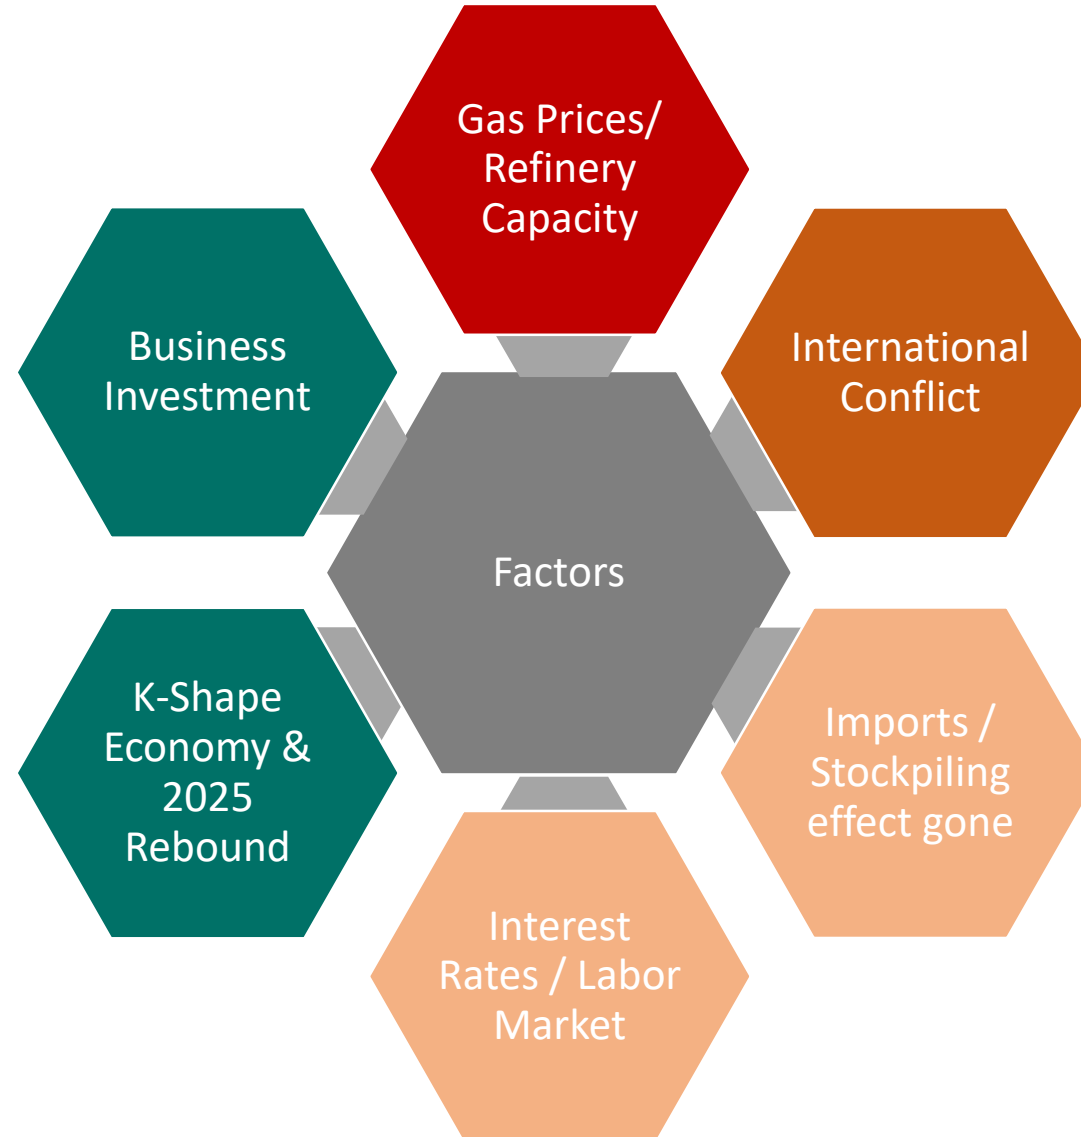 Gas Prices/
Refinery
Capacity
Business
Investment
International
Conflict
Factors
K-Shape
Economy &
2025
Rebound
Imports /
Stockpiling
effect gone
Interest
Rates / Labor
Market